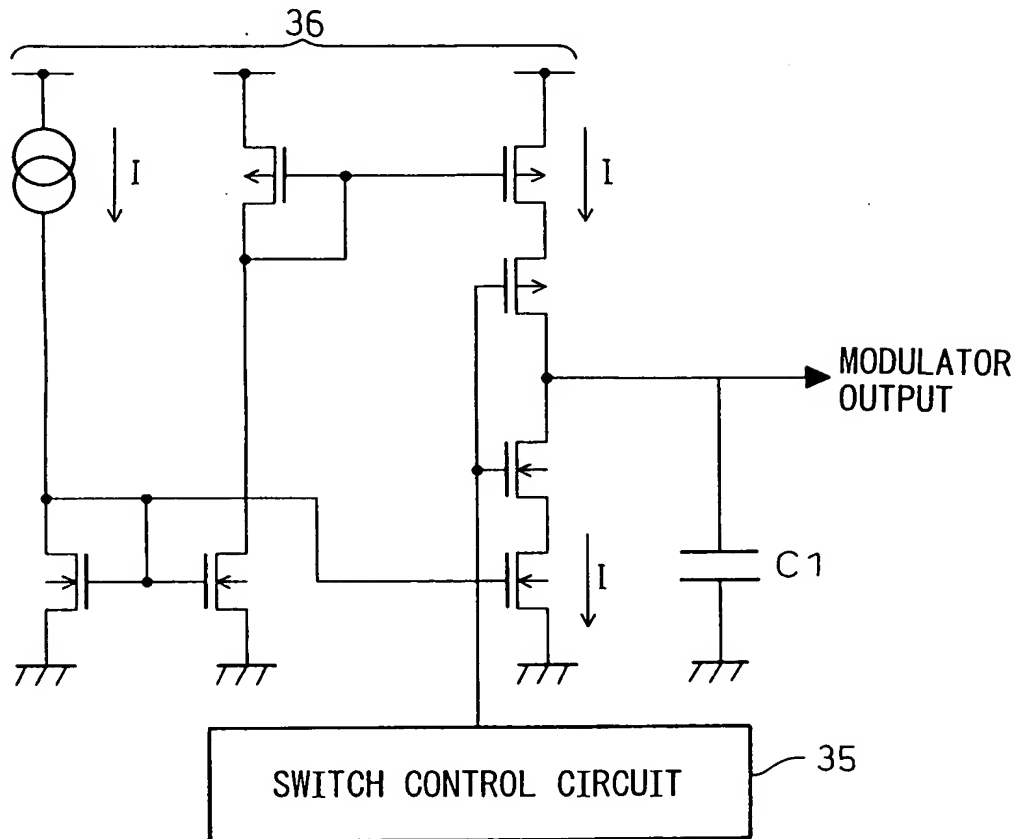 36
I
I
MODULATOR
OUTPUT
I
C1
SWITCH CONTROL CIRCUIT
35